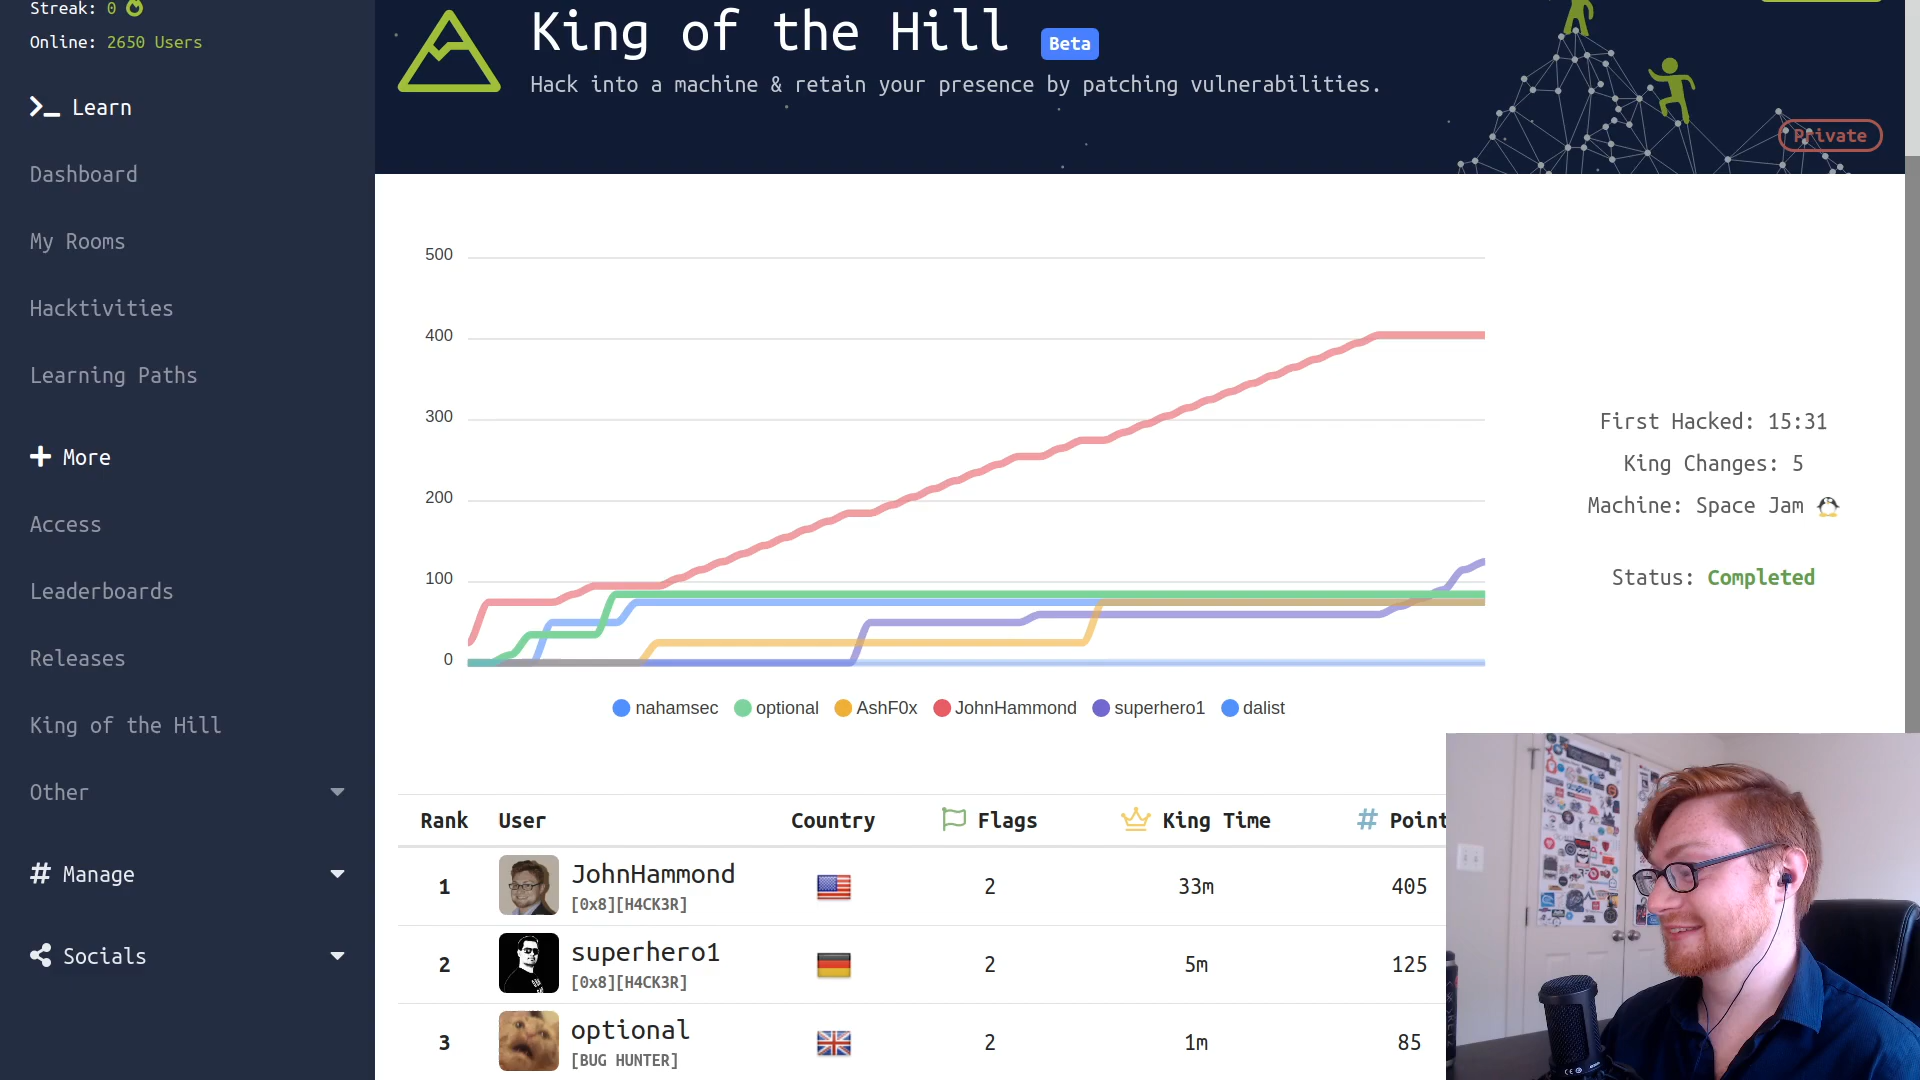 Streak: 0
Online: 2650 Users
Learn
Dashboard
My Rooms
Hacktivities
Learning Paths
More
Access
Leaderboards
Releases
King of the Hill
Other
Manage
Socials
King of the Hill Beta
Hack into a machine & retain your presence by patching vulnerabilities.
Private
500
400
300
200
100
0
nahamsec optional AshF0x JohnHammond superhero1 dalist
First Hacked: 15:31
King Changes: 5
Machine: Space Jam
Status: Completed
Rank User Country Flags King Time # Point
1 JohnHammond 2 33m 405
[0x8][H4CK3R]
2 superhero1 2 5m 125
[0x8][H4CK3R]
3 optional 2 1m 85
[BUG HUNTER]